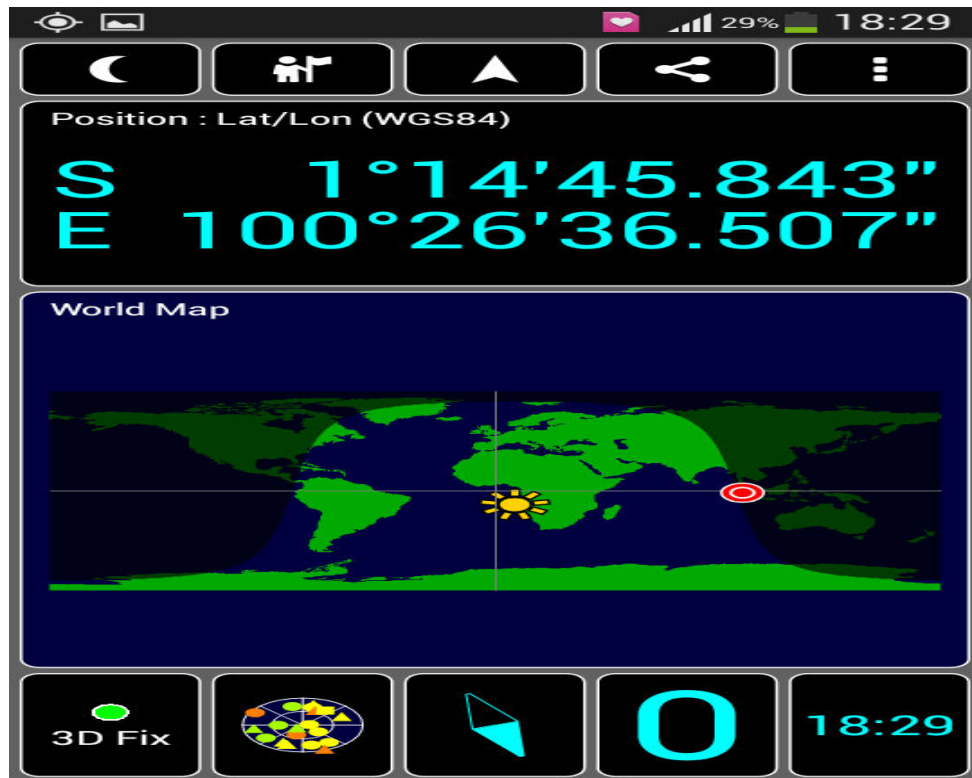 29% 18:29
Position : Lat/Lon (WGS84)
S 1°14'45.843"
E 100°26'36.507"
World Map
3D Fix
0
18:29